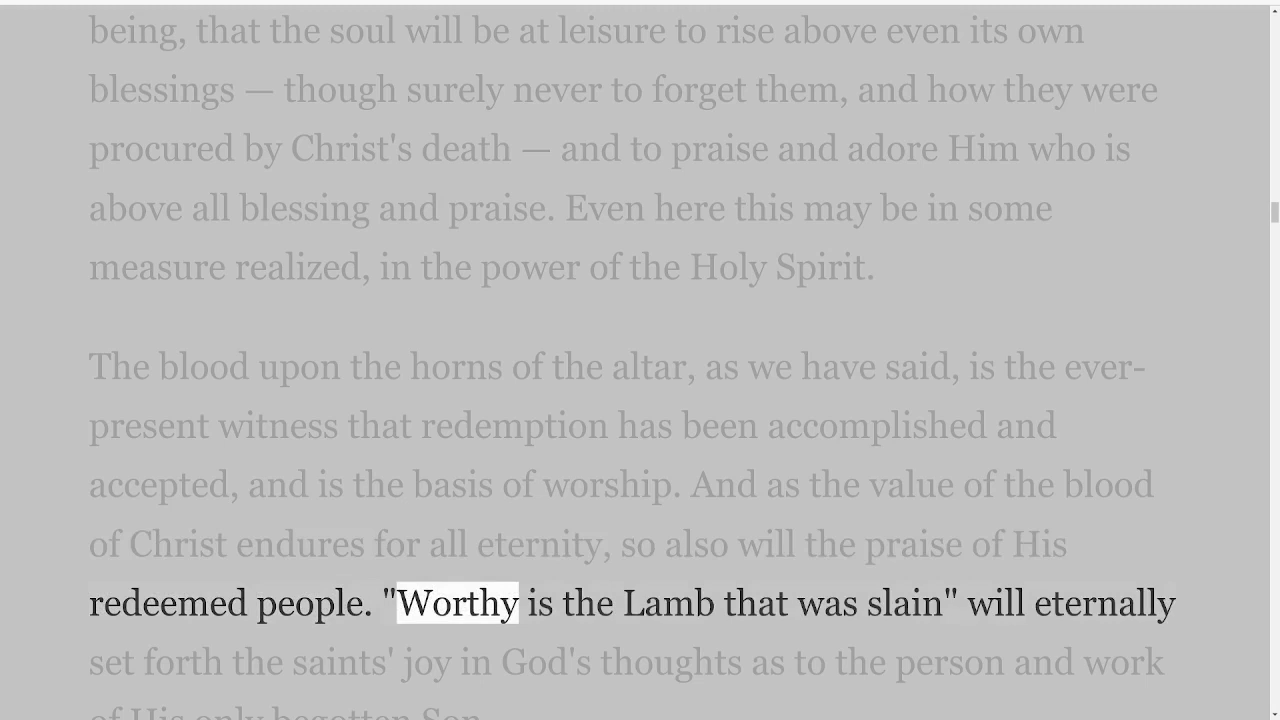 being, that the soul will be at leisure to rise above even its own
blessings — though surely never to forget them, and how they were
procured by Christ's death — and to praise and adore Him who is
above all blessing and praise. Even here this may be in some
measure realized, in the power of the Holy Spirit.
The blood upon the horns of the altar, as we have said, is the ever-
present witness that redemption has been accomplished and
accepted, and is the basis of worship. And as the value of the blood
of Christ endures for all eternity, so also will the praise of His
redeemed people. "Worthy is the Lamb that was slain" will eternally
set forth the saints' joy in God's thoughts as to the person and work
of His only begotten Son.